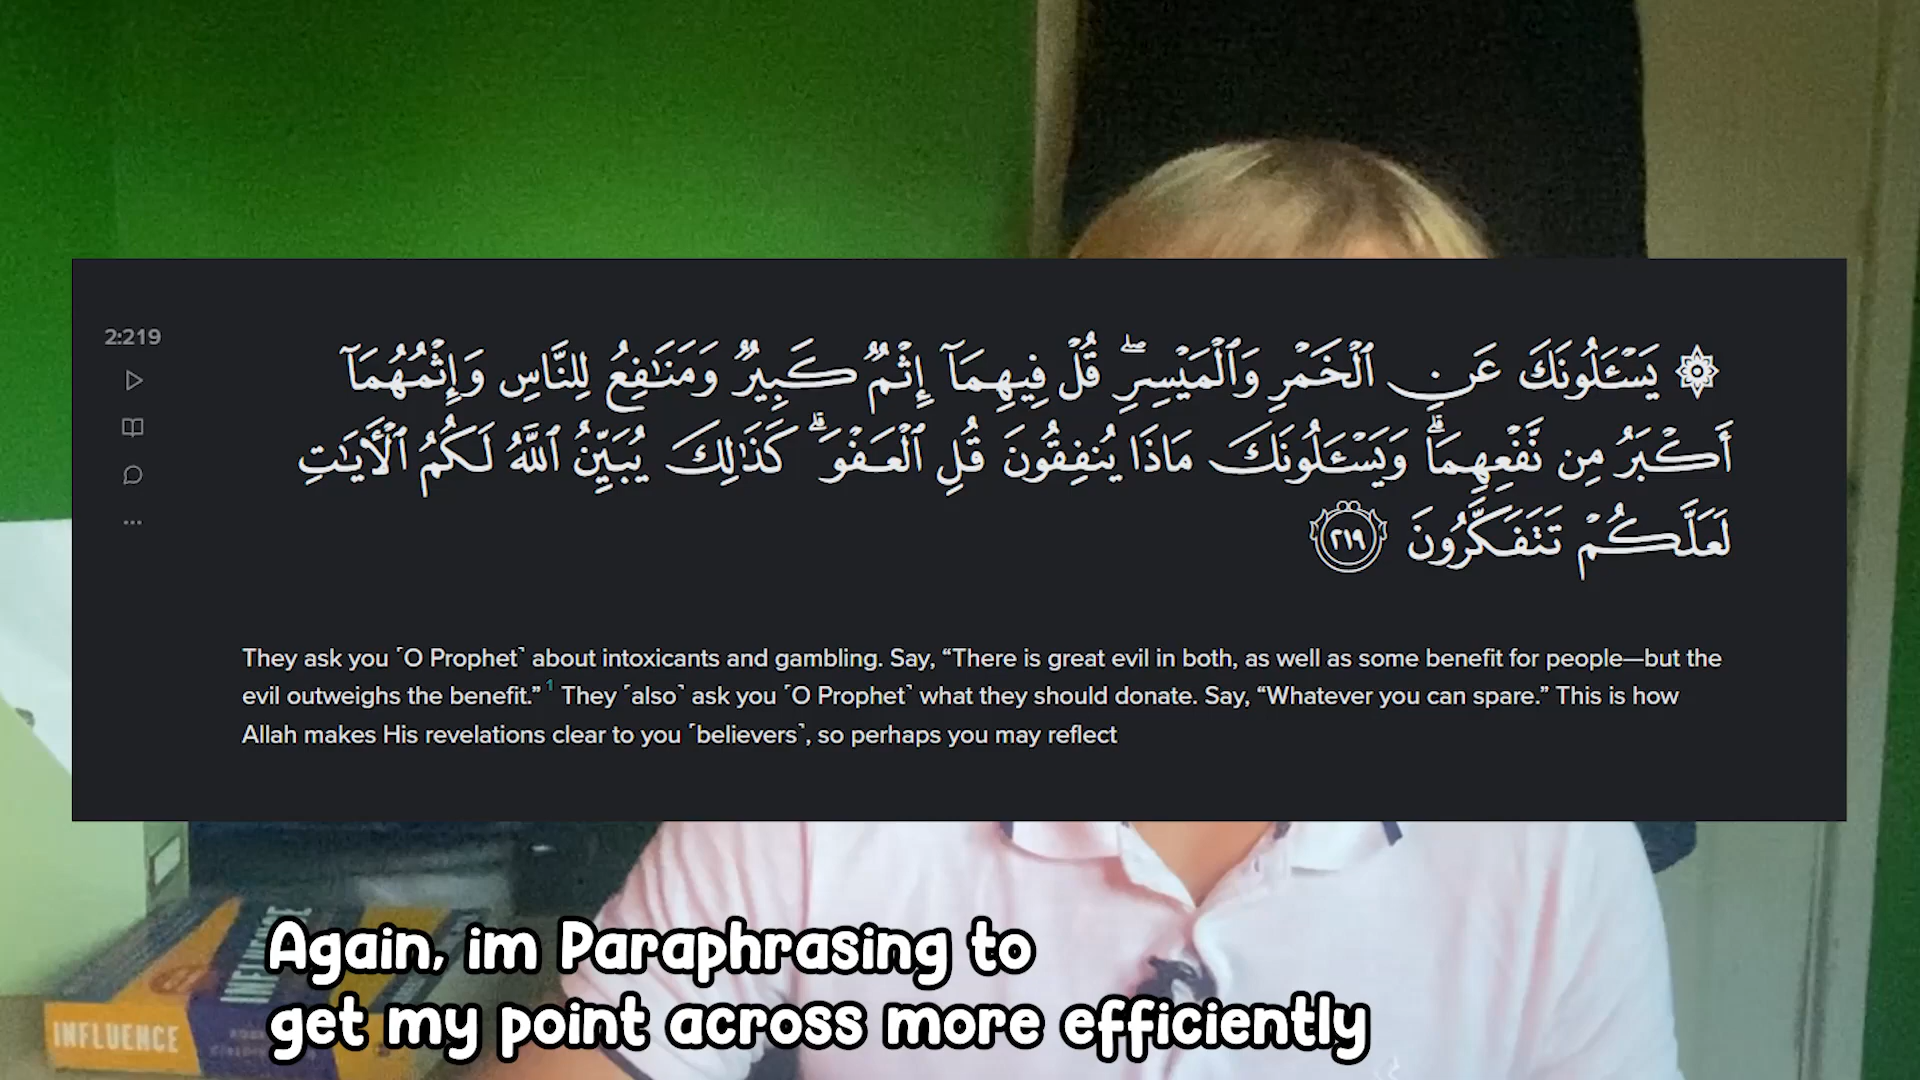 2:219
۞ يَسْـَٔلُونَكَ عَنِ ٱلْخَمْرِ وَٱلْمَيْسِرِ ۖ قُلْ فِيهِمَآ إِثْمٌ كَبِيرٌ وَمَنَـٰفِعُ لِلنَّاسِ وَإِثْمُهُمَآ
أَكْبَرُ مِن نَّفْعِهِمَا ۗ وَيَسْـَٔلُونَكَ مَاذَا يُنفِقُونَ قُلِ ٱلْعَفْوَ ۗ كَذَٰلِكَ يُبَيِّنُ ٱللَّهُ لَكُمُ ٱلْـَٔايَـٰتِ
لَعَلَّكُمْ تَتَفَكَّرُونَ ٢١٩
They ask you ˹O Prophet˺ about intoxicants and gambling. Say, “There is great evil in both, as well as some benefit for people—but the
evil outweighs the benefit.” 1 They ˹also˺ ask you ˹O Prophet˺ what they should donate. Say, “Whatever you can spare.” This is how
Allah makes His revelations clear to you ˹believers˺, so perhaps you may reflect
Again, im Paraphrasing to
get my point across more efficiently
INFLUENCE
INFLUENCE